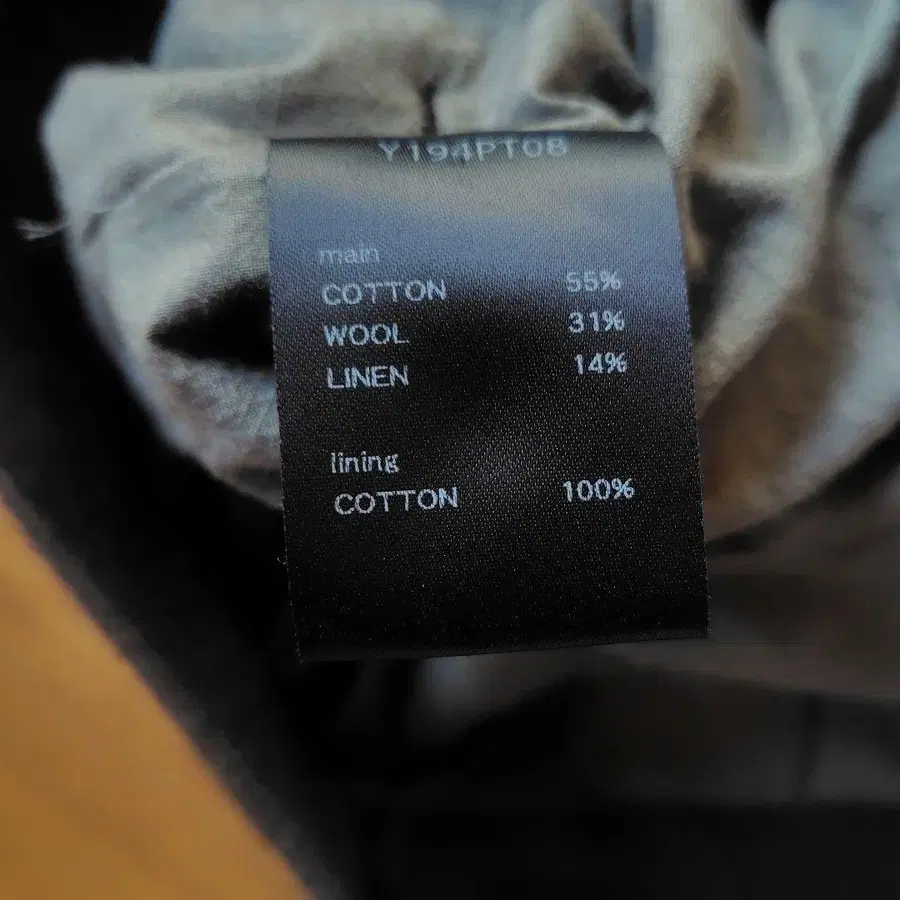 Y194PT08
main
COTTON 55%
WOOL 31%
LINEN 14%
lining
COTTON 100%